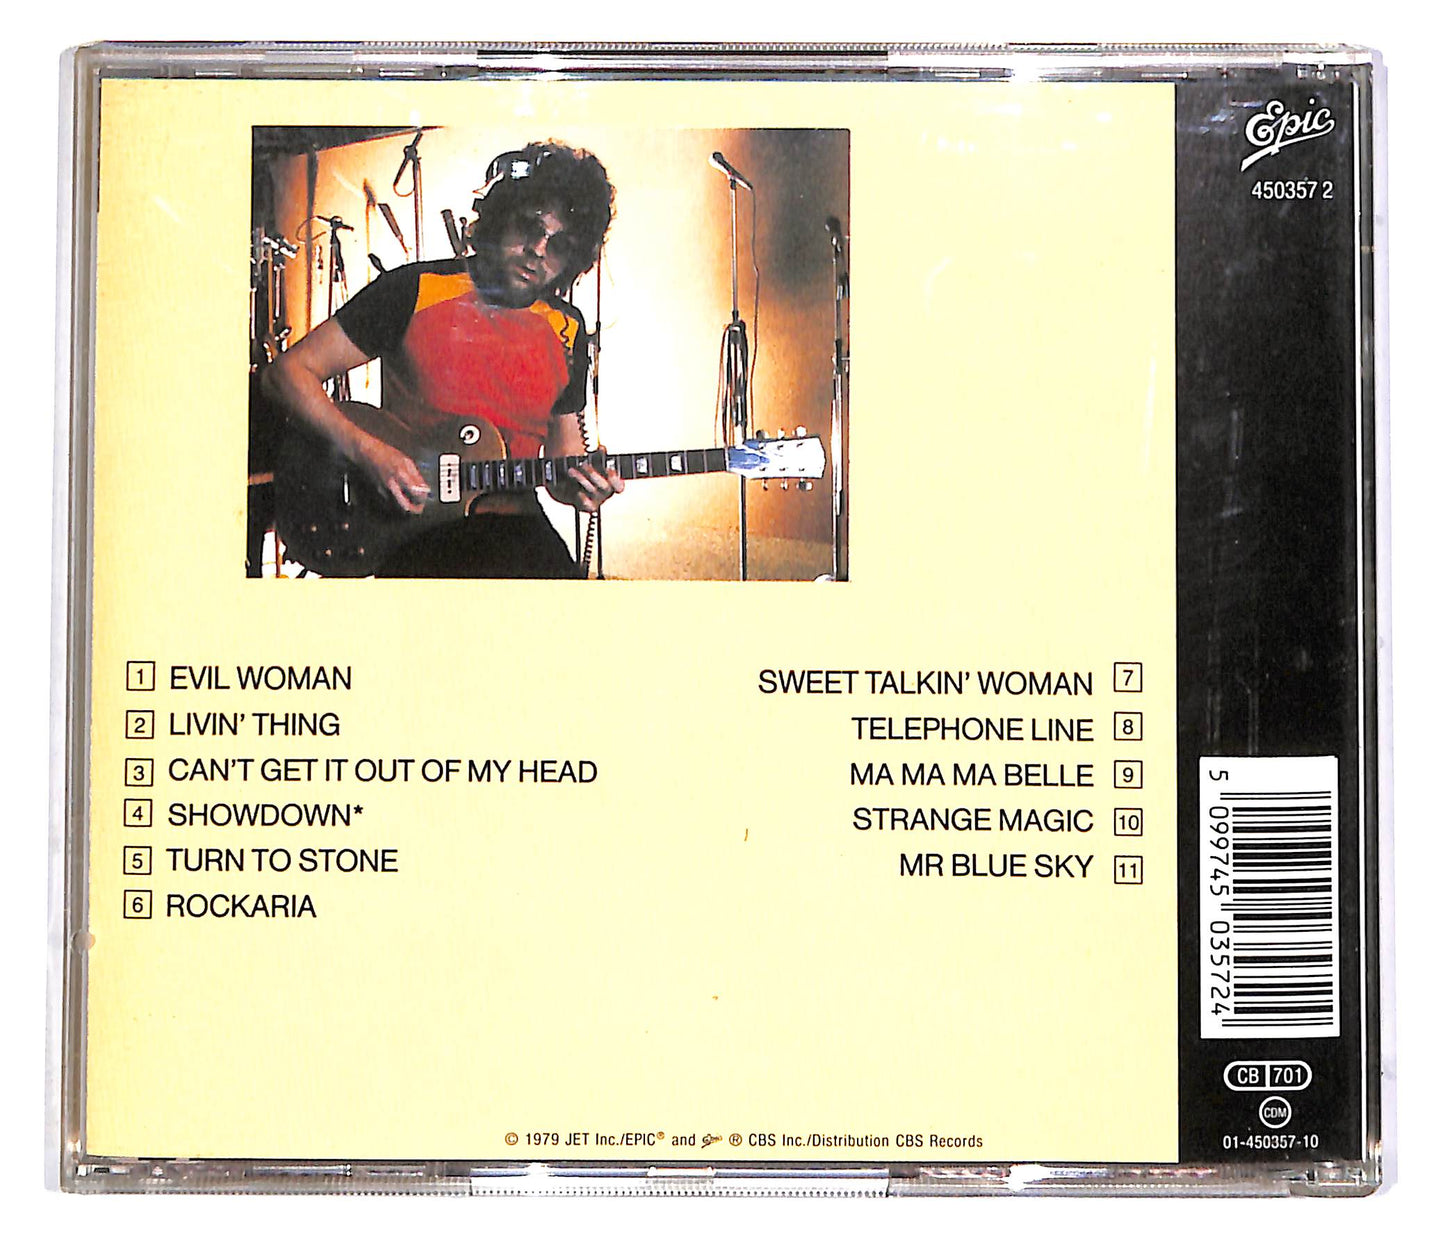 Epic
450357 2
1 EVIL WOMAN
2 LIVIN' THING
3 CAN'T GET IT OUT OF MY HEAD
4 SHOWDOWN*
5 TURN TO STONE
6 ROCKARIA
SWEET TALKIN' WOMAN 7
TELEPHONE LINE 8
MA MA MA BELLE 9
STRANGE MAGIC 10
MR BLUE SKY 11
5 099745 035724
CB 701
CDM
01-450357-10
© 1979 JET Inc./EPIC® and Epic ® CBS Inc./Distribution CBS Records